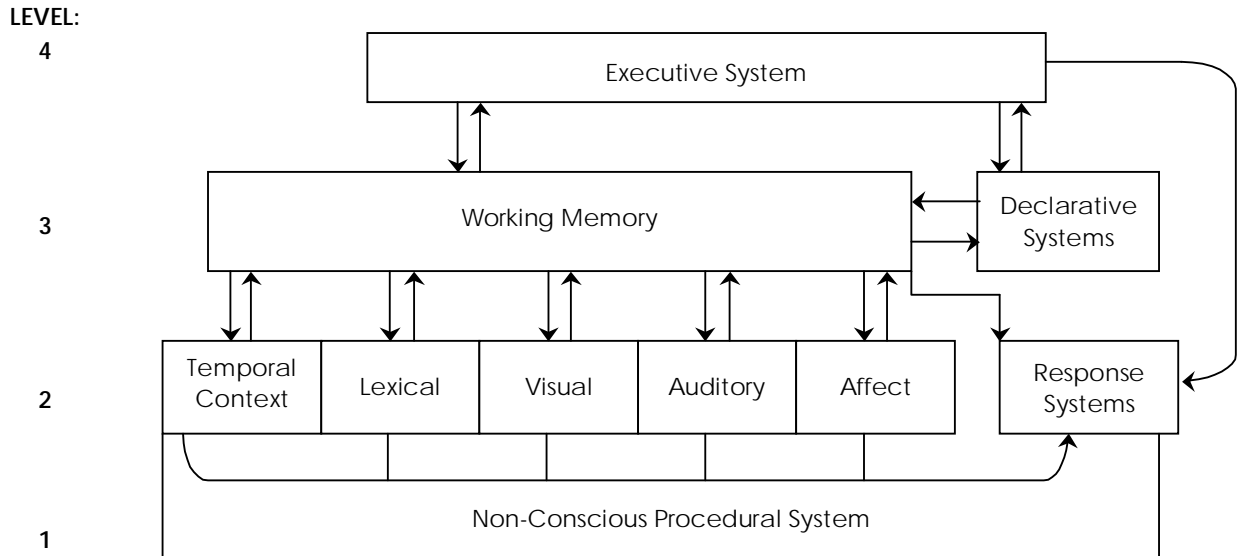 LEVEL:
4
Executive System
3
Working Memory
Declarative
Systems
2
Temporal
Context
Lexical
Visual
Auditory
Affect
Response
Systems
1
Non-Conscious Procedural System